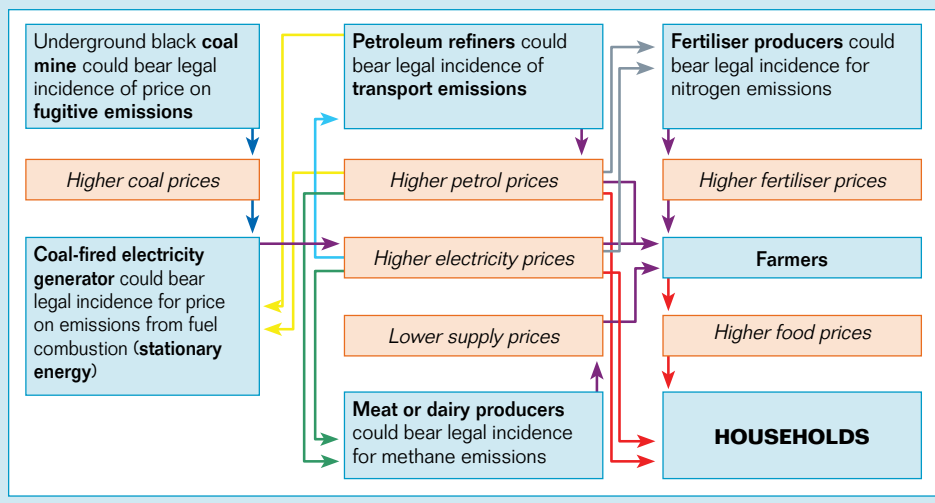 Underground black coal
mine could bear legal
incidence of price on
fugitive emissions
Petroleum refiners could
bear legal incidence of
transport emissions
Fertiliser producers could
bear legal incidence for
nitrogen emissions
Higher coal prices
Higher petrol prices
Higher fertiliser prices
Coal-fired electricity
generator could bear
legal incidence for price
on emissions from fuel
combustion (stationary
energy)
Higher electricity prices
Farmers
Lower supply prices
Higher food prices
Meat or dairy producers
could bear legal incidence
for methane emissions
HOUSEHOLDS